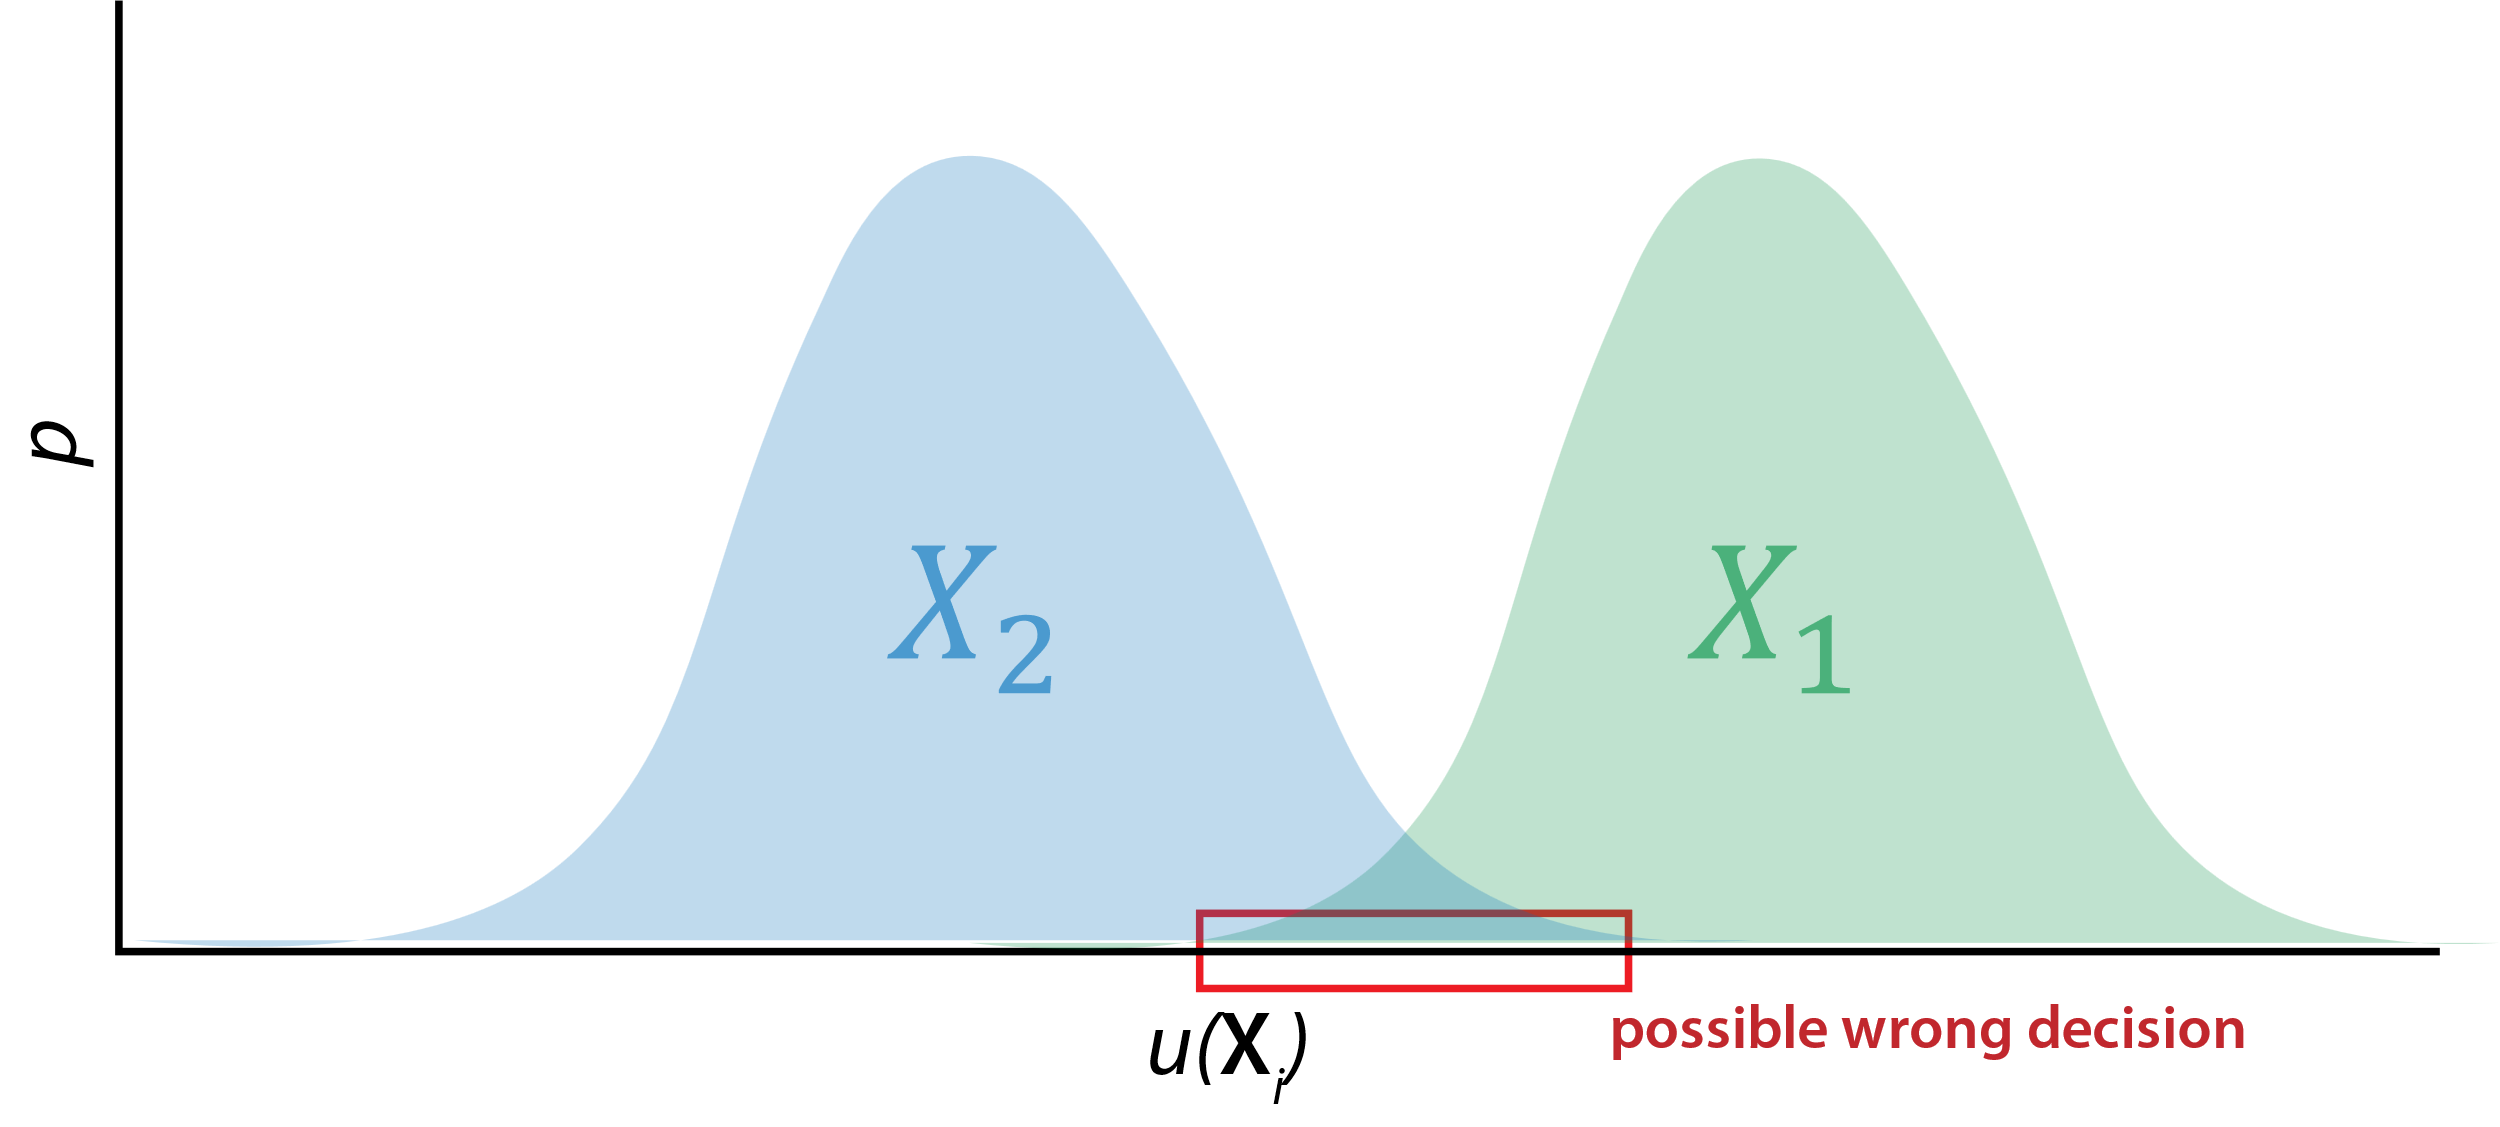 p
X₂
X₁
u(Xᵢ)
possible wrong decision